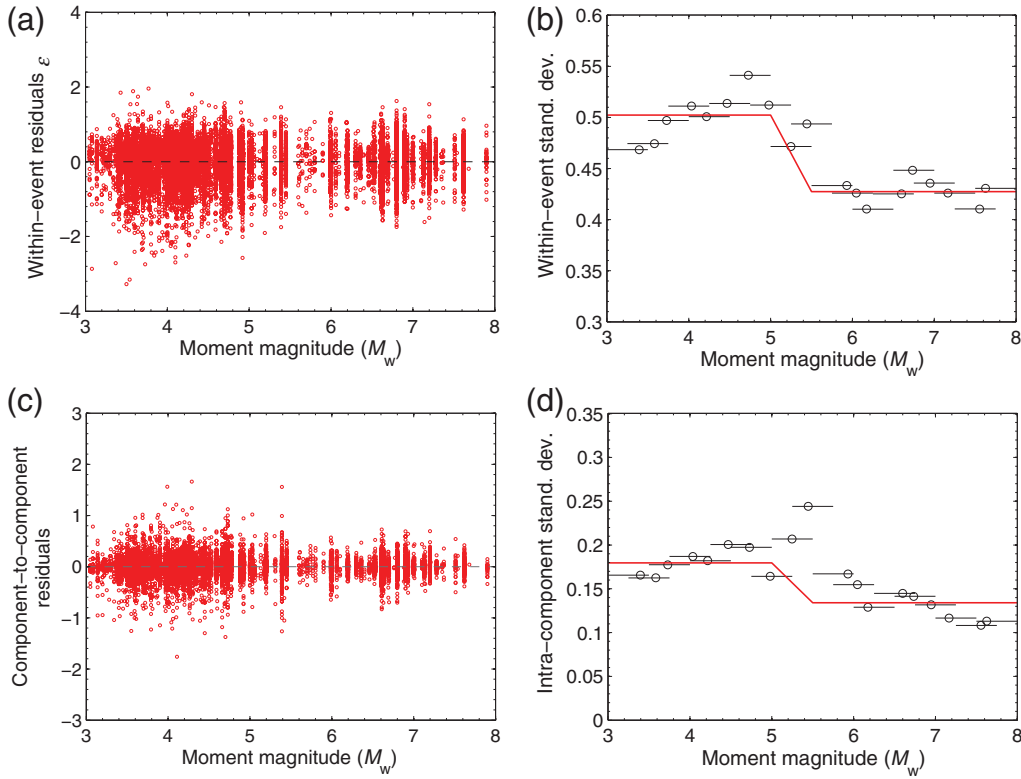 (a)
Within-event residuals ε
4
2
0
−2
−4
3 4 5 6 7 8
Moment magnitude (Mw)
(b)
Within-event stand. dev.
0.6
0.55
0.5
0.45
0.4
0.35
0.3
3 4 5 6 7 8
Moment magnitude (Mw)
(c)
Component-to-component
residuals
3
2
1
0
−1
−2
−3
3 4 5 6 7 8
Moment magnitude (Mw)
(d)
Intra-component stand. dev.
0.35
0.3
0.25
0.2
0.15
0.1
0.05
0
3 4 5 6 7 8
Moment magnitude (Mw)